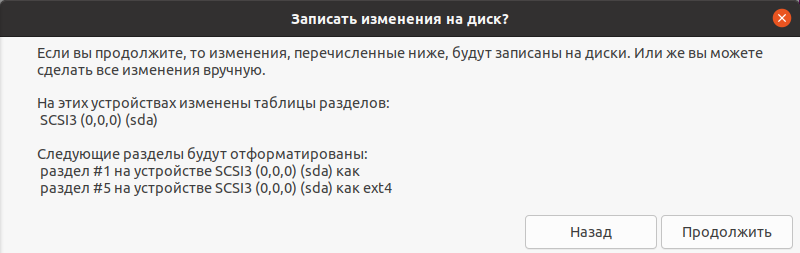 Записать изменения на диск?
Если вы продолжите, то изменения, перечисленные ниже, будут записаны на диски. Или же вы можете
сделать все изменения вручную.
На этих устройствах изменены таблицы разделов:
SCSI3 (0,0,0) (sda)
Следующие разделы будут отформатированы:
раздел #1 на устройстве SCSI3 (0,0,0) (sda) как
раздел #5 на устройстве SCSI3 (0,0,0) (sda) как ext4
Назад Продолжить